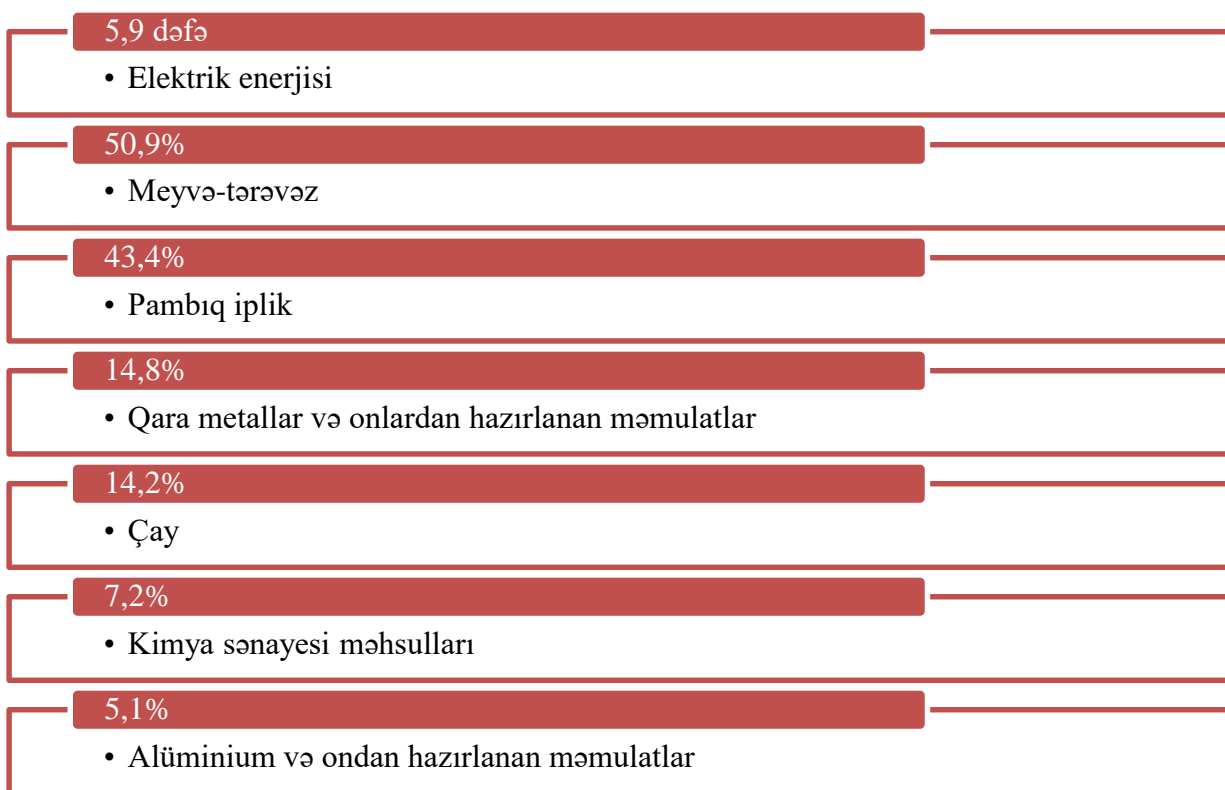 5,9 dəfə
• Elektrik enerjisi
50,9%
• Meyvə-tərəvəz
43,4%
• Pambıq iplik
14,8%
• Qara metallar və onlardan hazırlanan məmulatlar
14,2%
• Çay
7,2%
• Kimya sənayesi məhsulları
5,1%
• Alüminium və ondan hazırlanan məmulatlar